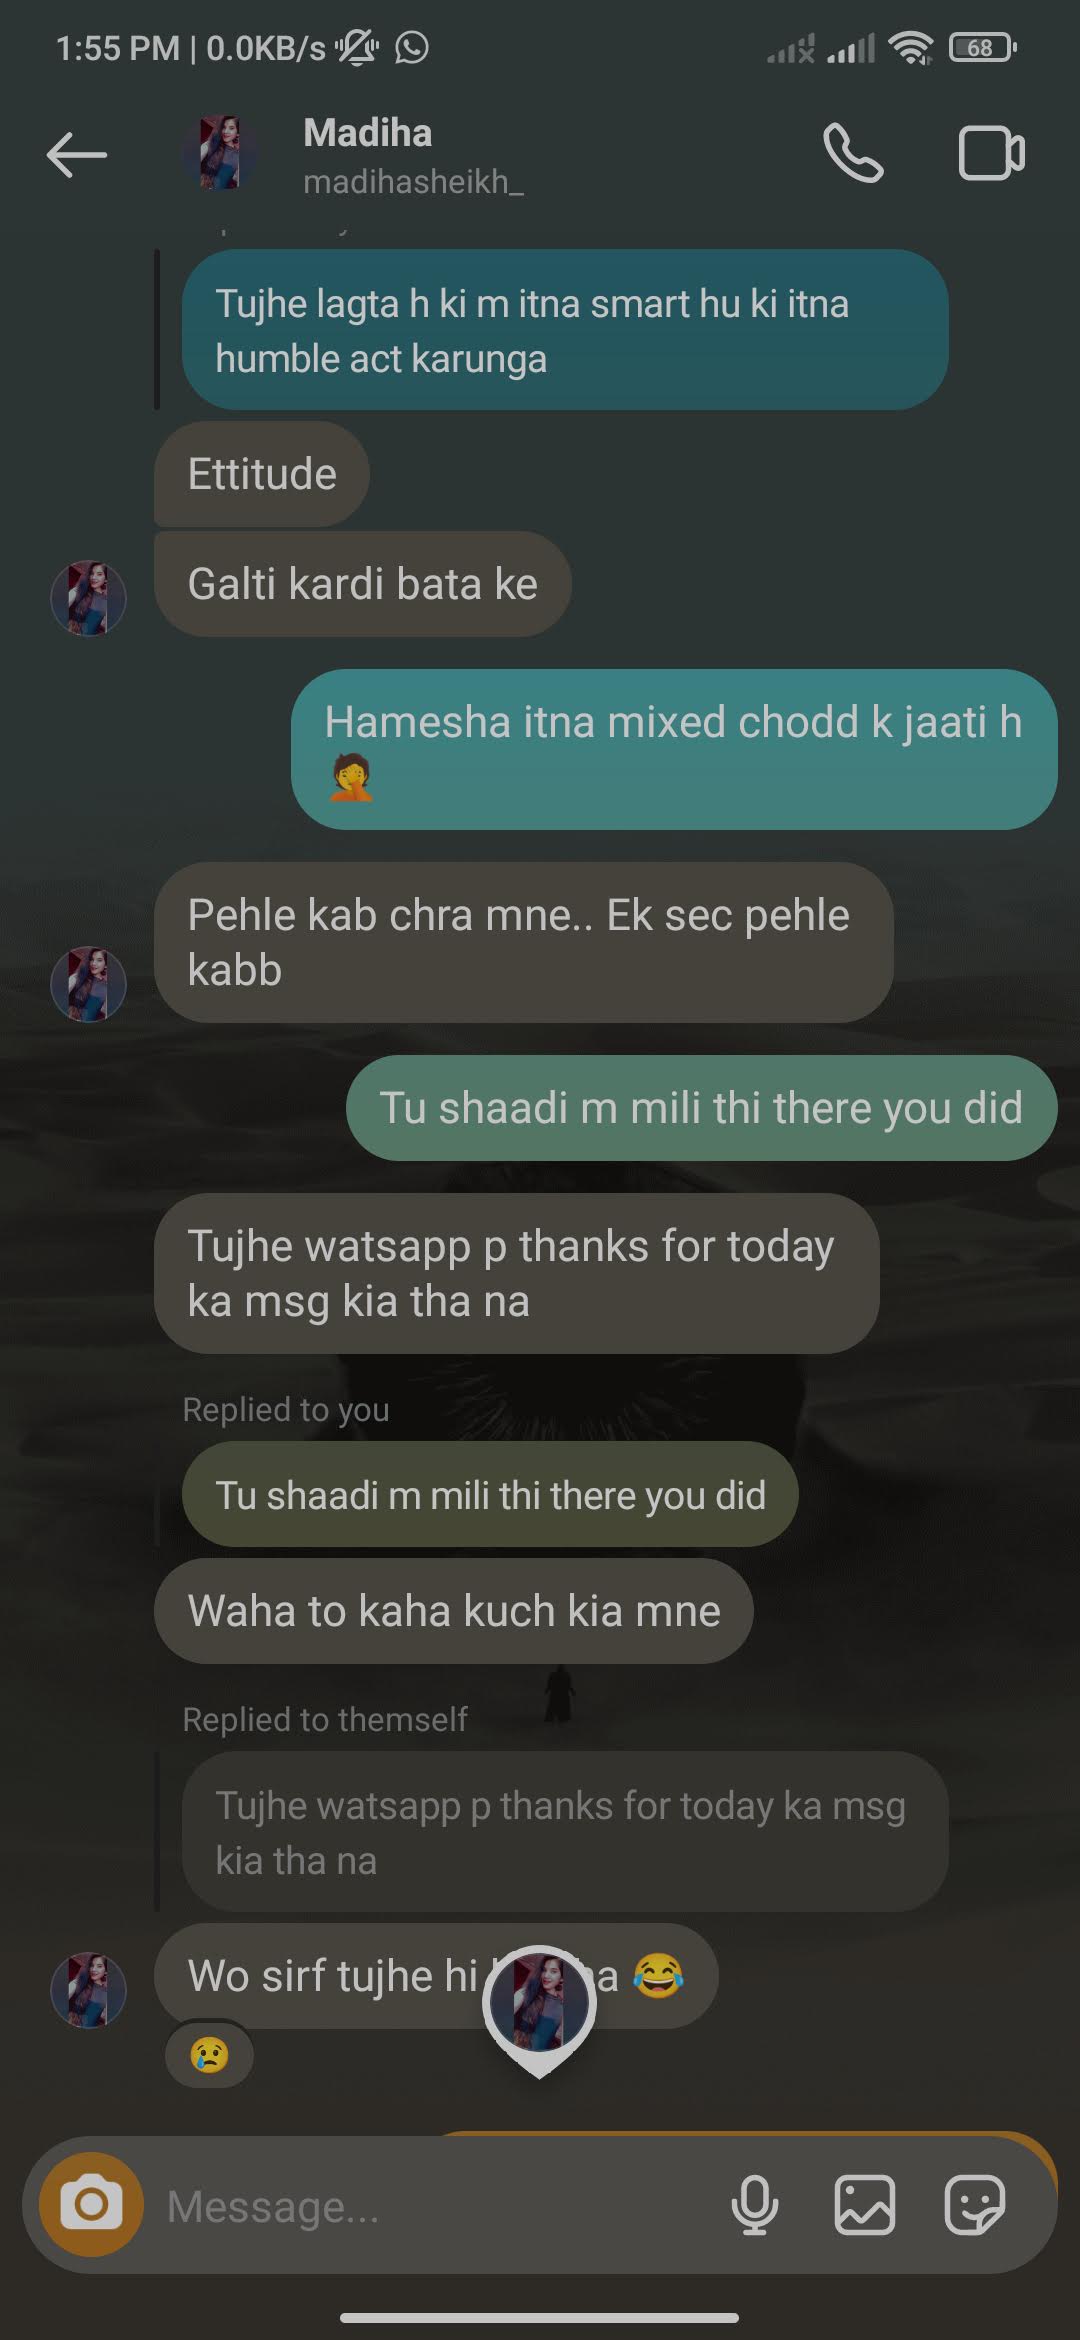 1:55 PM | 0.0KB/s
68
Madiha
madihasheikh_
Tujhe lagta h ki m itna smart hu ki itna
humble act karunga
Ettitude
Galti kardi bata ke
Hamesha itna mixed chodd k jaati h
🤦
Pehle kab chra mne.. Ek sec pehle
kabb
Tu shaadi m mili thi there you did
Tujhe watsapp p thanks for today
ka msg kia tha na
Replied to you
Tu shaadi m mili thi there you did
Waha to kaha kuch kia mne
Replied to themself
Tujhe watsapp p thanks for today ka msg
kia tha na
Wo sirf tujhe hi 😂
😢
Message...